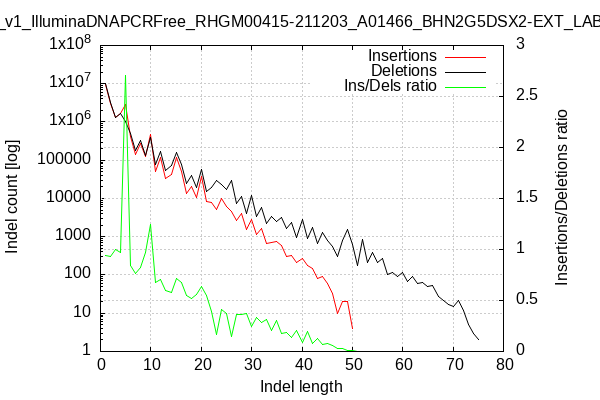 _v1_IlluminaDNAPCRFree_RHGM00415-211203_A01466_BHN2G5DSX2-EXT_LAB
Insertions
Deletions
Ins/Dels ratio
1x10^8
1x10^7
1x10^6
100000
10000
1000
100
10
1
Indel count [log]
3
2.5
2
1.5
1
0.5
0
Insertions/Deletions ratio
0 10 20 30 40 50 60 70 80
Indel length